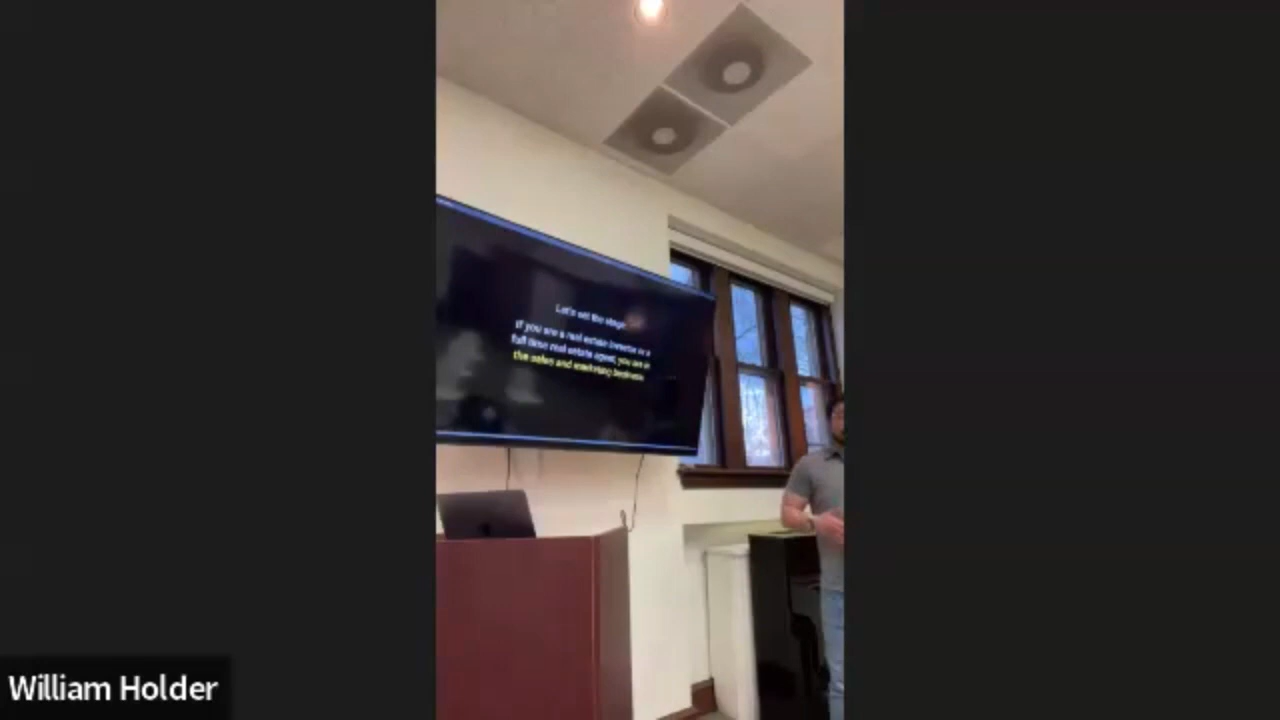 Let's set the stage
If you are a real estate investor or a
full time real estate agent, you are in
the sales and marketing business
William Holder